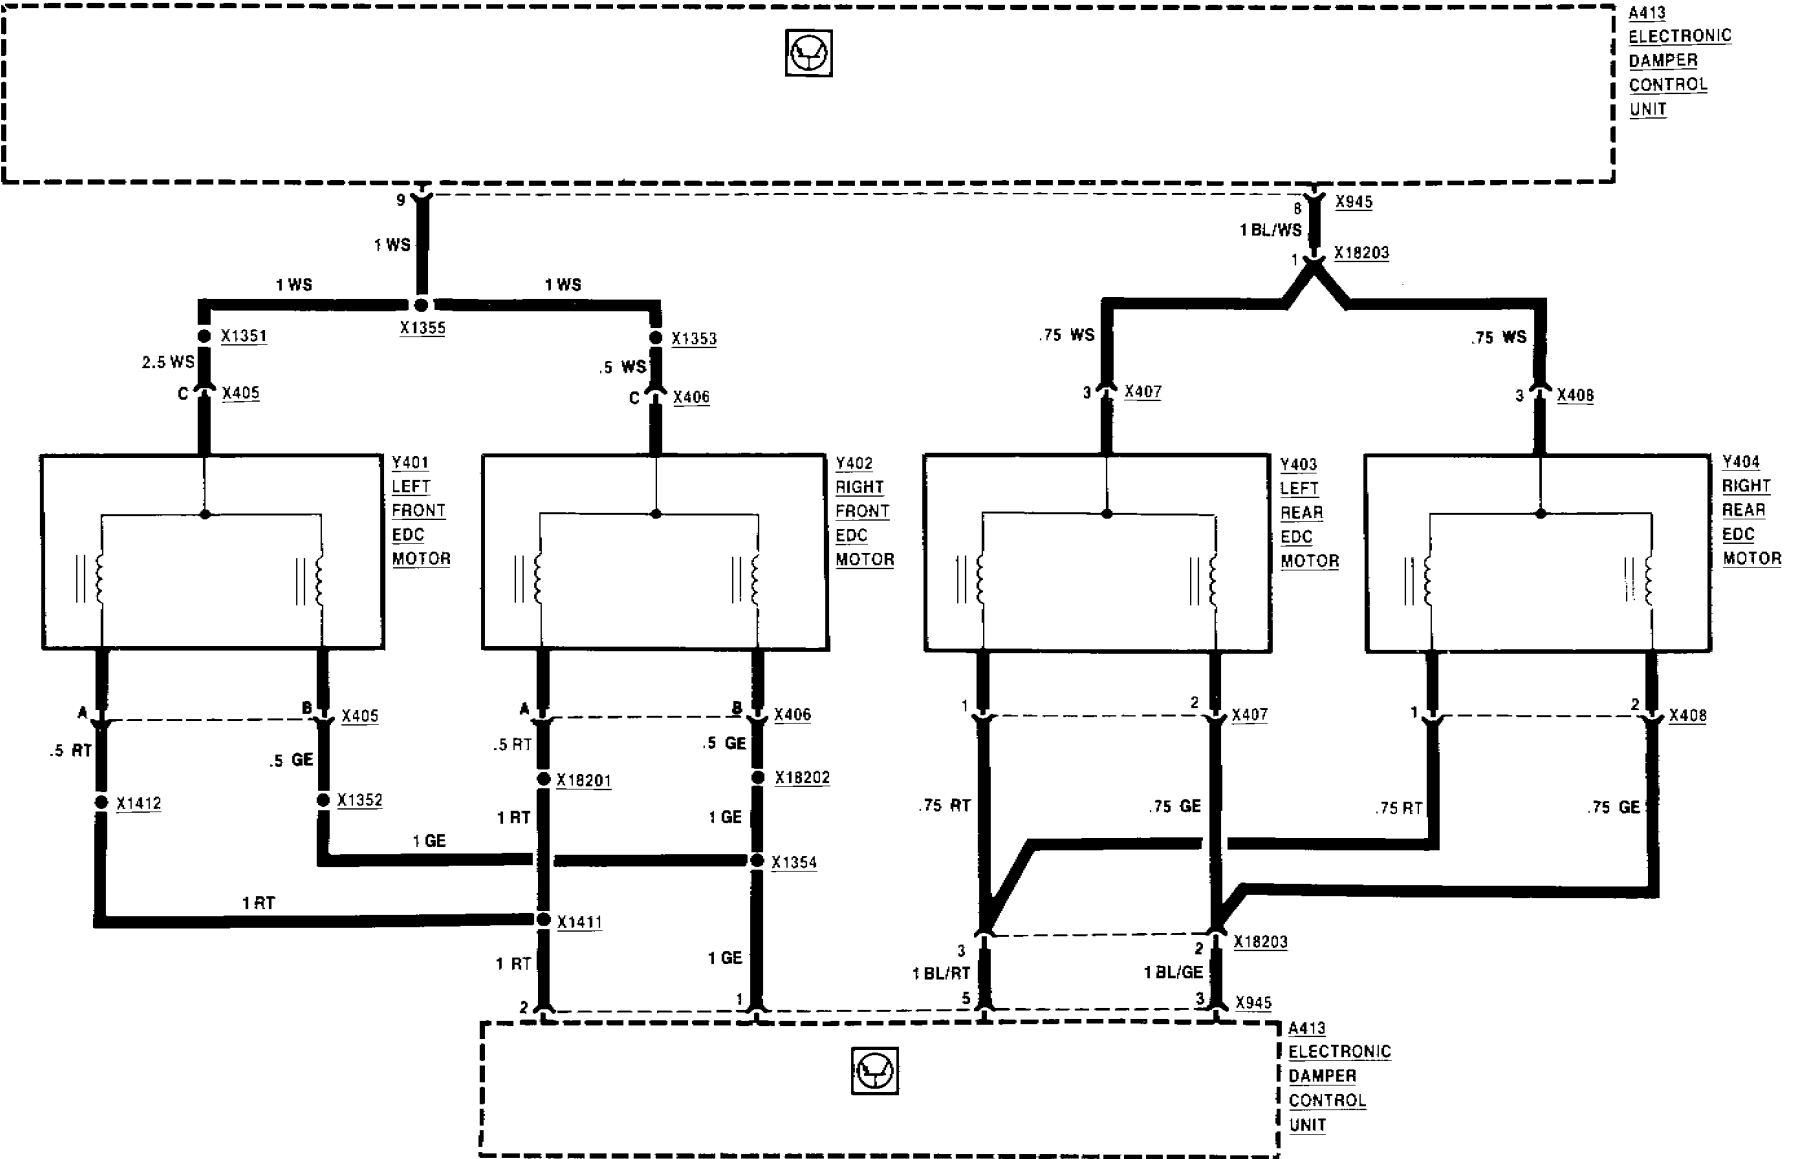 A413
ELECTRONIC
DAMPER
CONTROL
UNIT
9
8
X945
1 WS
1 BL/WS
1
X18203
1 WS
1 WS
X1355
X1351
X1353
.75 WS
.75 WS
2.5 WS
.5 WS
C
X405
C
X406
3
X407
3
X408
Y401
LEFT
FRONT
EDC
MOTOR
Y402
RIGHT
FRONT
EDC
MOTOR
Y403
LEFT
REAR
EDC
MOTOR
Y404
RIGHT
REAR
EDC
MOTOR
A
B
X405
A
B
X406
1
2
X407
1
2
X408
.5 RT
.5 GE
.5 RT
.5 GE
X18201
X18202
X1412
X1352
.75 RT
.75 GE
.75 RT
.75 GE
1 RT
1 GE
1 GE
X1354
1 RT
X1411
3
2
X18203
1 RT
1 GE
1 BL/RT
1 BL/GE
2
1
5
3
X945
A413
ELECTRONIC
DAMPER
CONTROL
UNIT